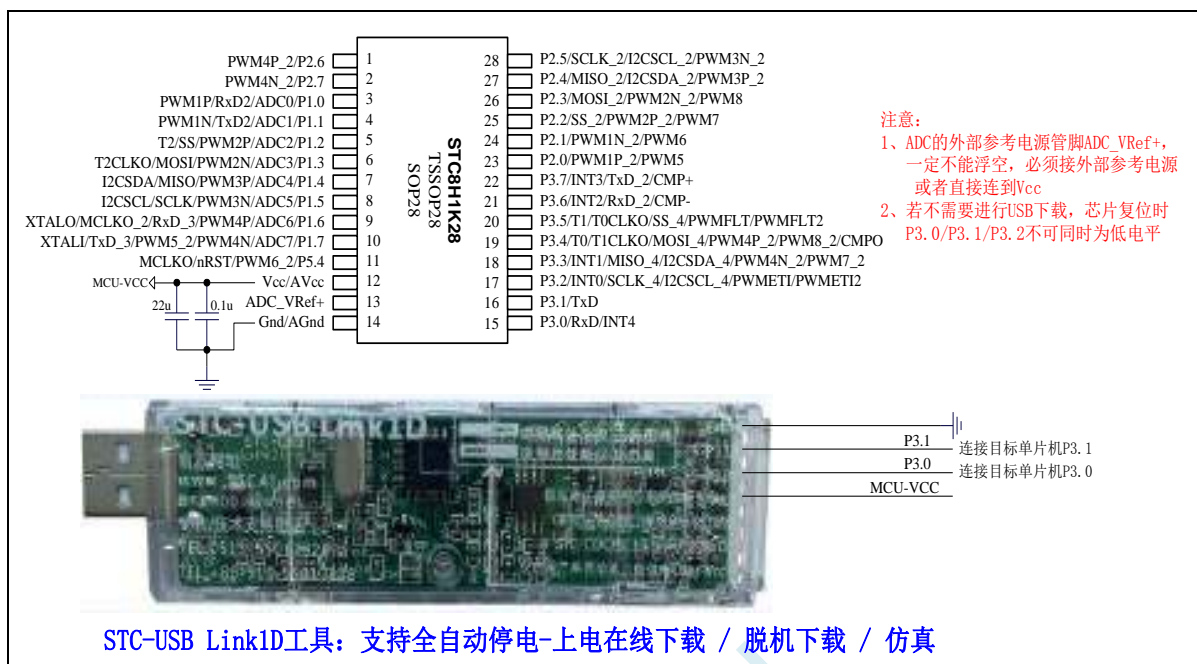 PWM4P_2/P2.6
PWM4N_2/P2.7
PWM1P/RxD2/ADC0/P1.0
PWM1N/TxD2/ADC1/P1.1
T2/SS/PWM2P/ADC2/P1.2
T2CLKO/MOSI/PWM2N/ADC3/P1.3
I2CSDA/MISO/PWM3P/ADC4/P1.4
I2CSCL/SCLK/PWM3N/ADC5/P1.5
XTALO/MCLKO_2/RxD_3/PWM4P/ADC6/P1.6
XTALI/TxD_3/PWM5_2/PWM4N/ADC7/P1.7
MCLKO/nRST/PWM6_2/P5.4
MCU-VCC
Vcc/AVcc
ADC_VRef+
Gnd/AGnd
22u
0.1u
1
2
3
4
5
6
7
8
9
10
11
12
13
14
STC8H1K28
TSSOP28
SOP28
28
27
26
25
24
23
22
21
20
19
18
17
16
15
P2.5/SCLK_2/I2CSCL_2/PWM3N_2
P2.4/MISO_2/I2CSDA_2/PWM3P_2
P2.3/MOSI_2/PWM2N_2/PWM8
P2.2/SS_2/PWM2P_2/PWM7
P2.1/PWM1N_2/PWM6
P2.0/PWM1P_2/PWM5
P3.7/INT3/TxD_2/CMP+
P3.6/INT2/RxD_2/CMP-
P3.5/T1/T0CLKO/SS_4/PWMFLT/PWMFLT2
P3.4/T0/T1CLKO/MOSI_4/PWM4P_2/PWM8_2/CMPO
P3.3/INT1/MISO_4/I2CSDA_4/PWM4N_2/PWM7_2
P3.2/INT0/SCLK_4/I2CSCL_4/PWMETI/PWMETI2
P3.1/TxD
P3.0/RxD/INT4
注意:
1、ADC的外部参考电源管脚ADC_VRef+,
一定不能浮空，必须接外部参考电源
或者直接连到Vcc
2、若不需要进行USB下载，芯片复位时
P3.0/P3.1/P3.2不可同时为低电平
STC-USB Link1D
P3.1
连接目标单片机P3.1
P3.0
连接目标单片机P3.0
MCU-VCC
STC-USB Link1D工具: 支持全自动停电-上电在线下载 / 脱机下载 / 仿真